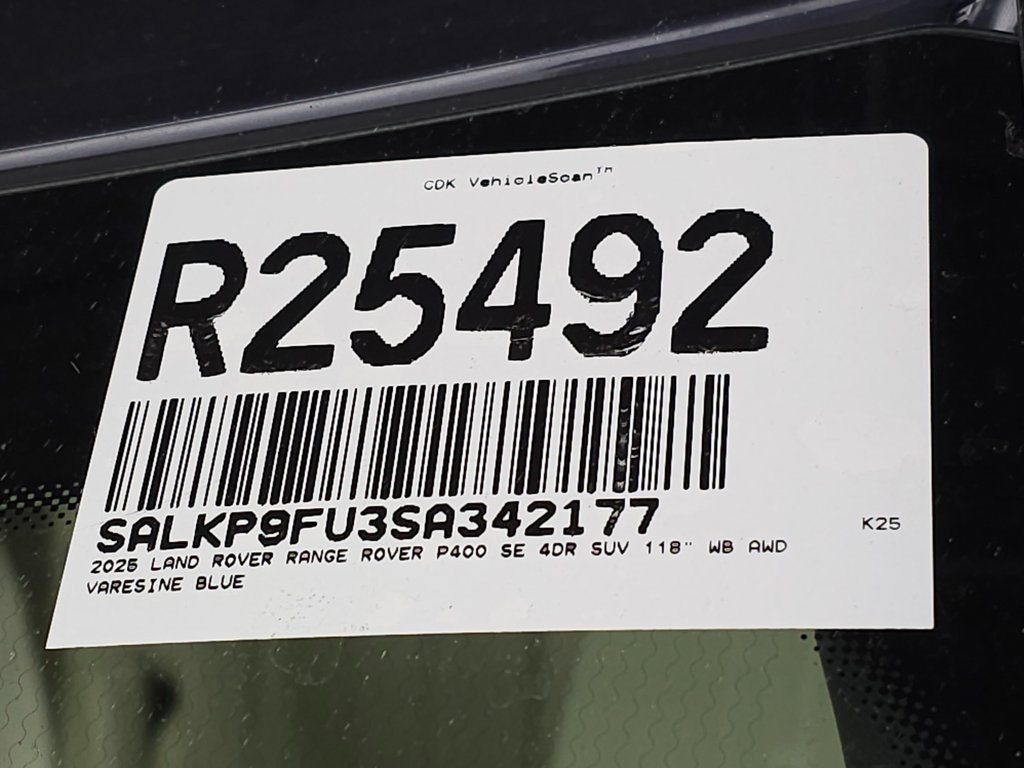 CDK VehicleScan™
R25492
SALKP9FU3SA342177
K25
2025 LAND ROVER RANGE ROVER P400 SE 4DR SUV 118" WB AWD
VARESINE BLUE